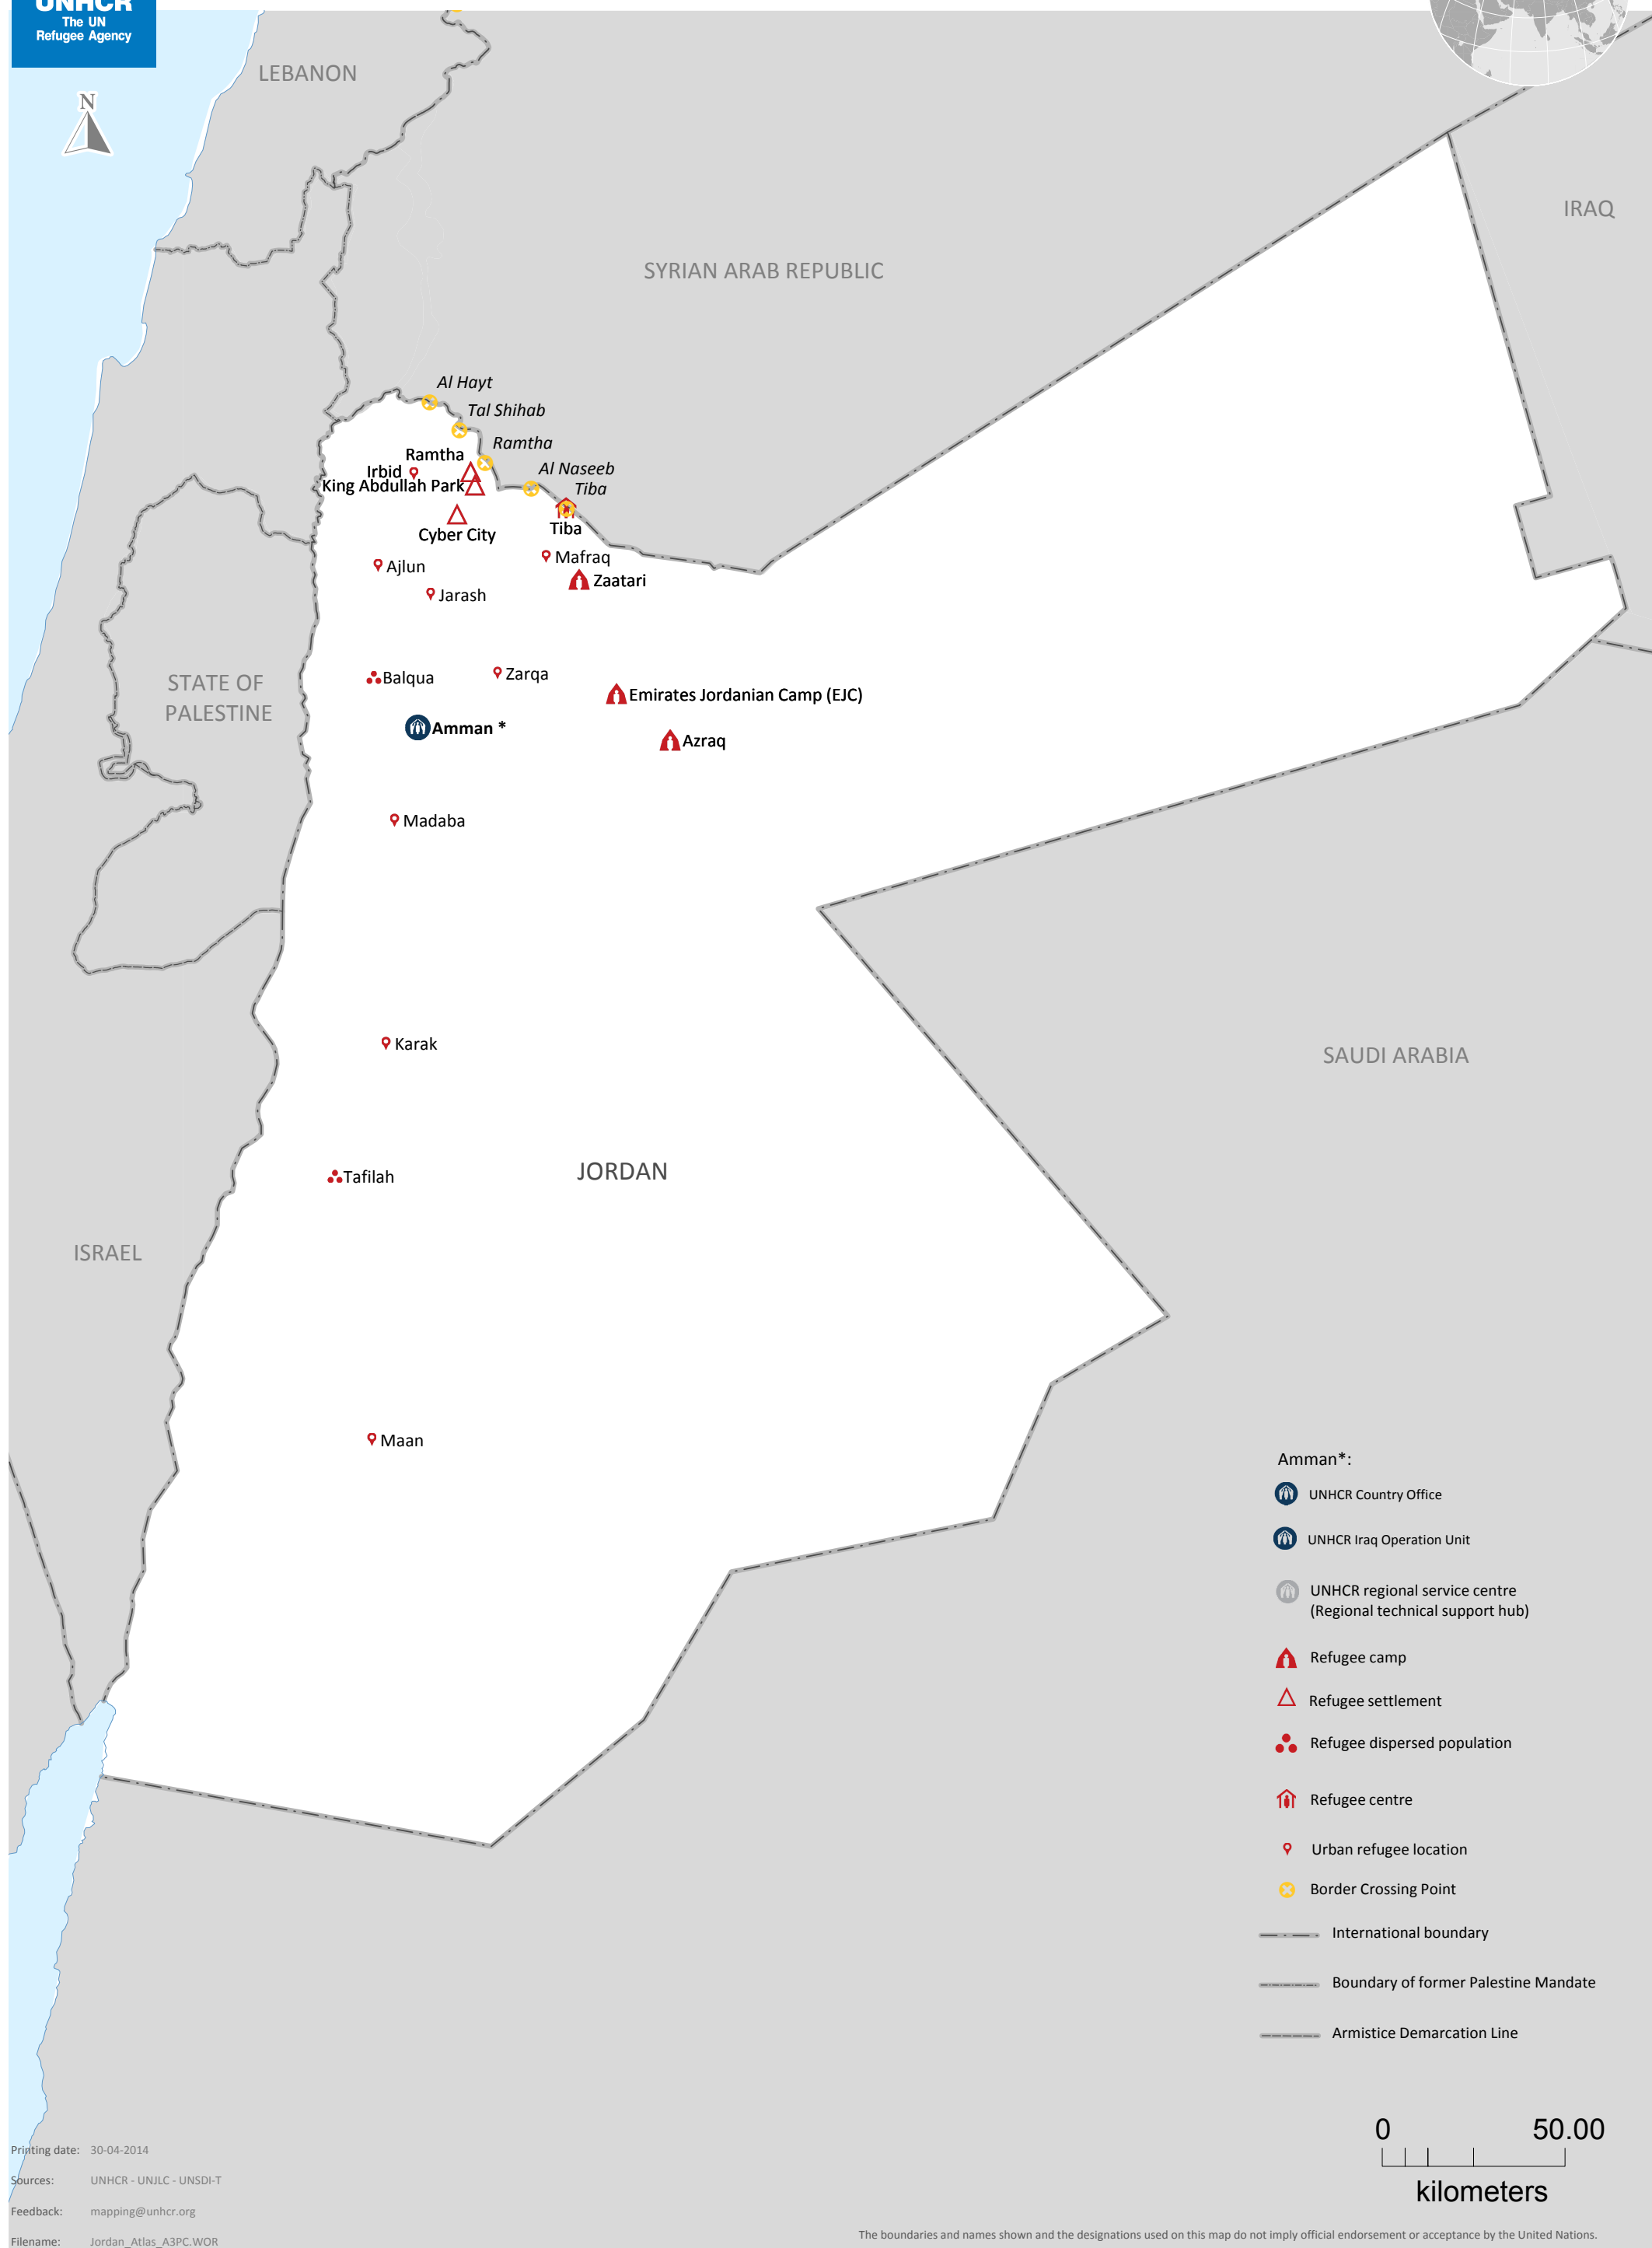 UNHCR
The UN
Refugee Agency
N
LEBANON
IRAQ
SYRIAN ARAB REPUBLIC
Al Hayt
Tal Shihab
Ramtha
Ramtha
Irbid
Al Naseeb
King Abdullah Park
Tiba
Tiba
Cyber City
Mafraq
Ajlun
Zaatari
Jarash
Zarqa
Balqua
STATE OF
PALESTINE
Emirates Jordanian Camp (EJC)
Amman *
Azraq
Madaba
Karak
SAUDI ARABIA
JORDAN
Tafilah
ISRAEL
Maan
Amman*:
UNHCR Country Office
UNHCR Iraq Operation Unit
UNHCR regional service centre
(Regional technical support hub)
Refugee camp
Refugee settlement
Refugee dispersed population
Refugee centre
Urban refugee location
Border Crossing Point
International boundary
Boundary of former Palestine Mandate
Armistice Demarcation Line
0 50.00
kilometers
Printing date: 30-04-2014
Sources: UNHCR - UNJLC - UNSDI-T
Feedback: mapping@unhcr.org
Filename: Jordan_Atlas_A3PC.WOR
The boundaries and names shown and the designations used on this map do not imply official endorsement or acceptance by the United Nations.